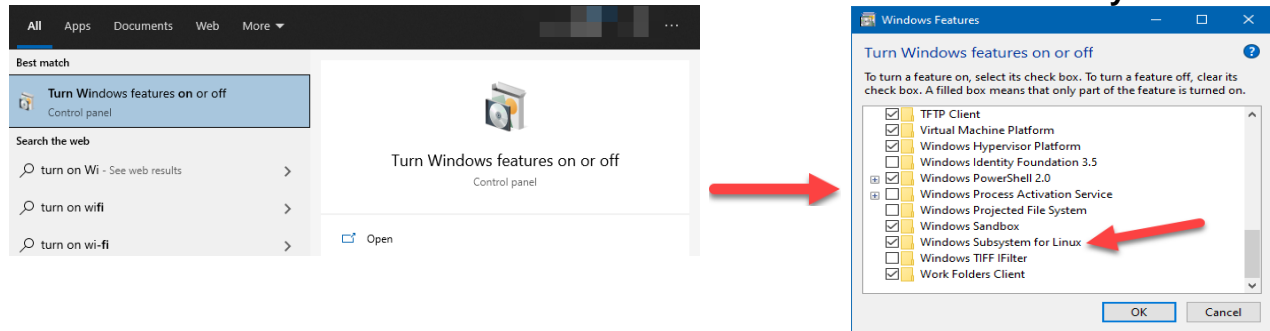 All Apps Documents Web More
Best match
Turn Windows features on or off
Control panel
Search the web
turn on Wi - See web results
turn on wifi
turn on wi-fi
Turn Windows features on or off
Control panel
Open
Windows Features
Turn Windows features on or off
To turn a feature on, select its check box. To turn a feature off, clear its
check box. A filled box means that only part of the feature is turned on.
TFTP Client
Virtual Machine Platform
Windows Hypervisor Platform
Windows Identity Foundation 3.5
Windows PowerShell 2.0
Windows Process Activation Service
Windows Projected File System
Windows Sandbox
Windows Subsystem for Linux
Windows TIFF IFilter
Work Folders Client
OK Cancel